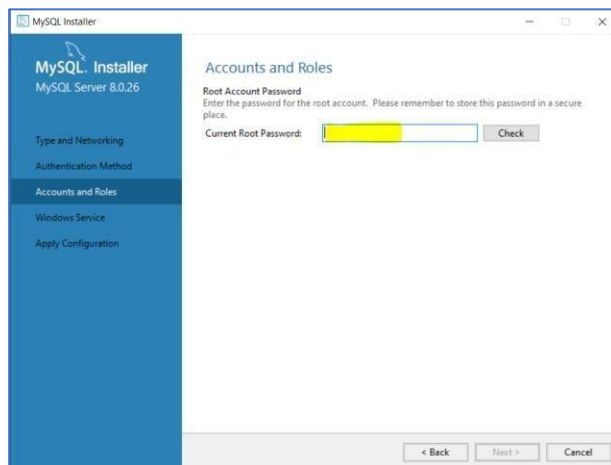 MySQL Installer
MySQL. Installer
MySQL Server 8.0.26
Type and Networking
Authentication Method
Accounts and Roles
Windows Service
Apply Configuration
Accounts and Roles
Root Account Password
Enter the password for the root account. Please remember to store this password in a secure
place.
Current Root Password:
Check
< Back
Next >
Cancel